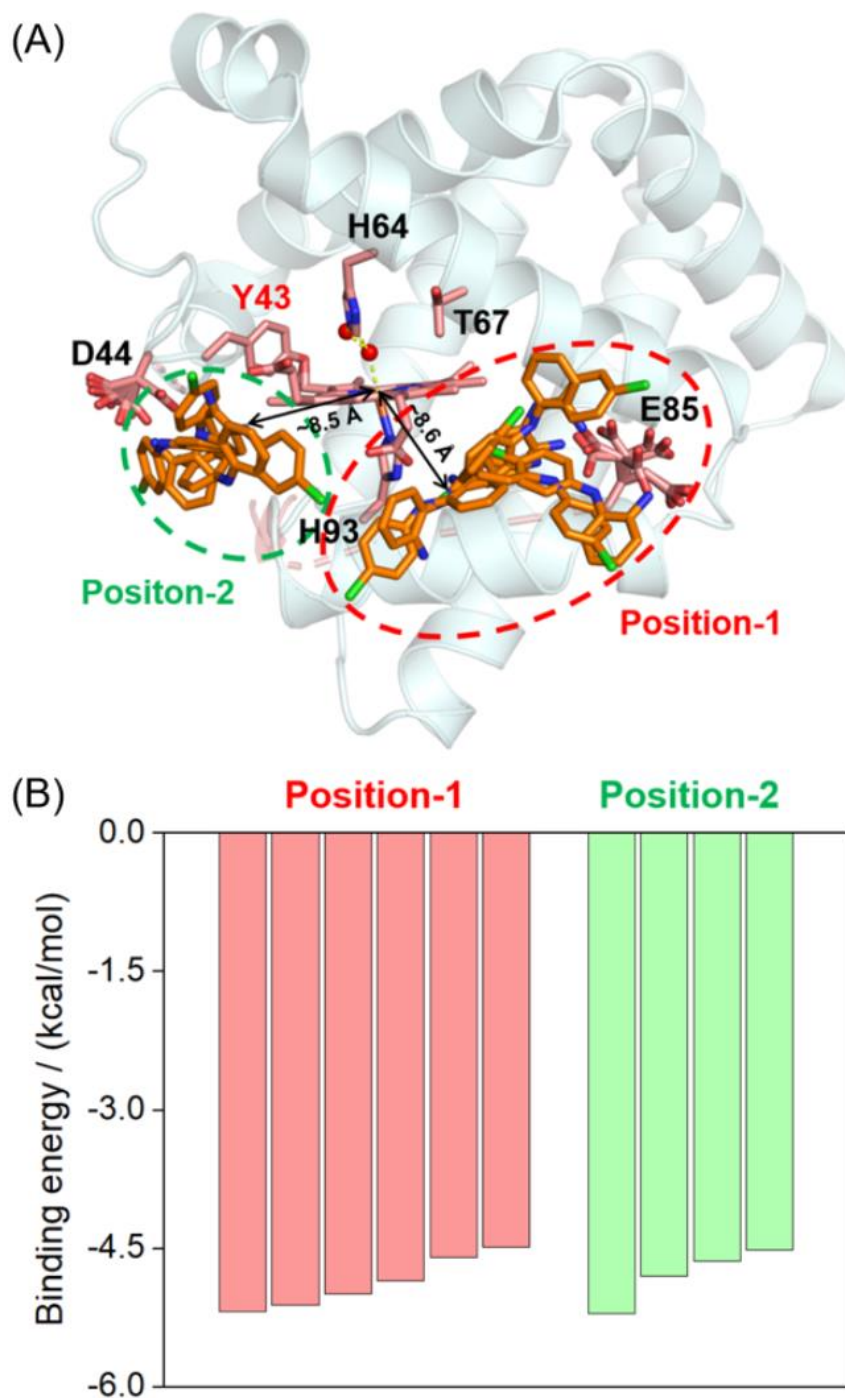 (A)
H64
Y43
T67
D44
E85
~8.5 Å
~8.6 Å
H93
Positon-2
Position-1
(B)
Position-1
Position-2
0.0
-1.5
-3.0
-4.5
-6.0
Binding energy / (kcal/mol)